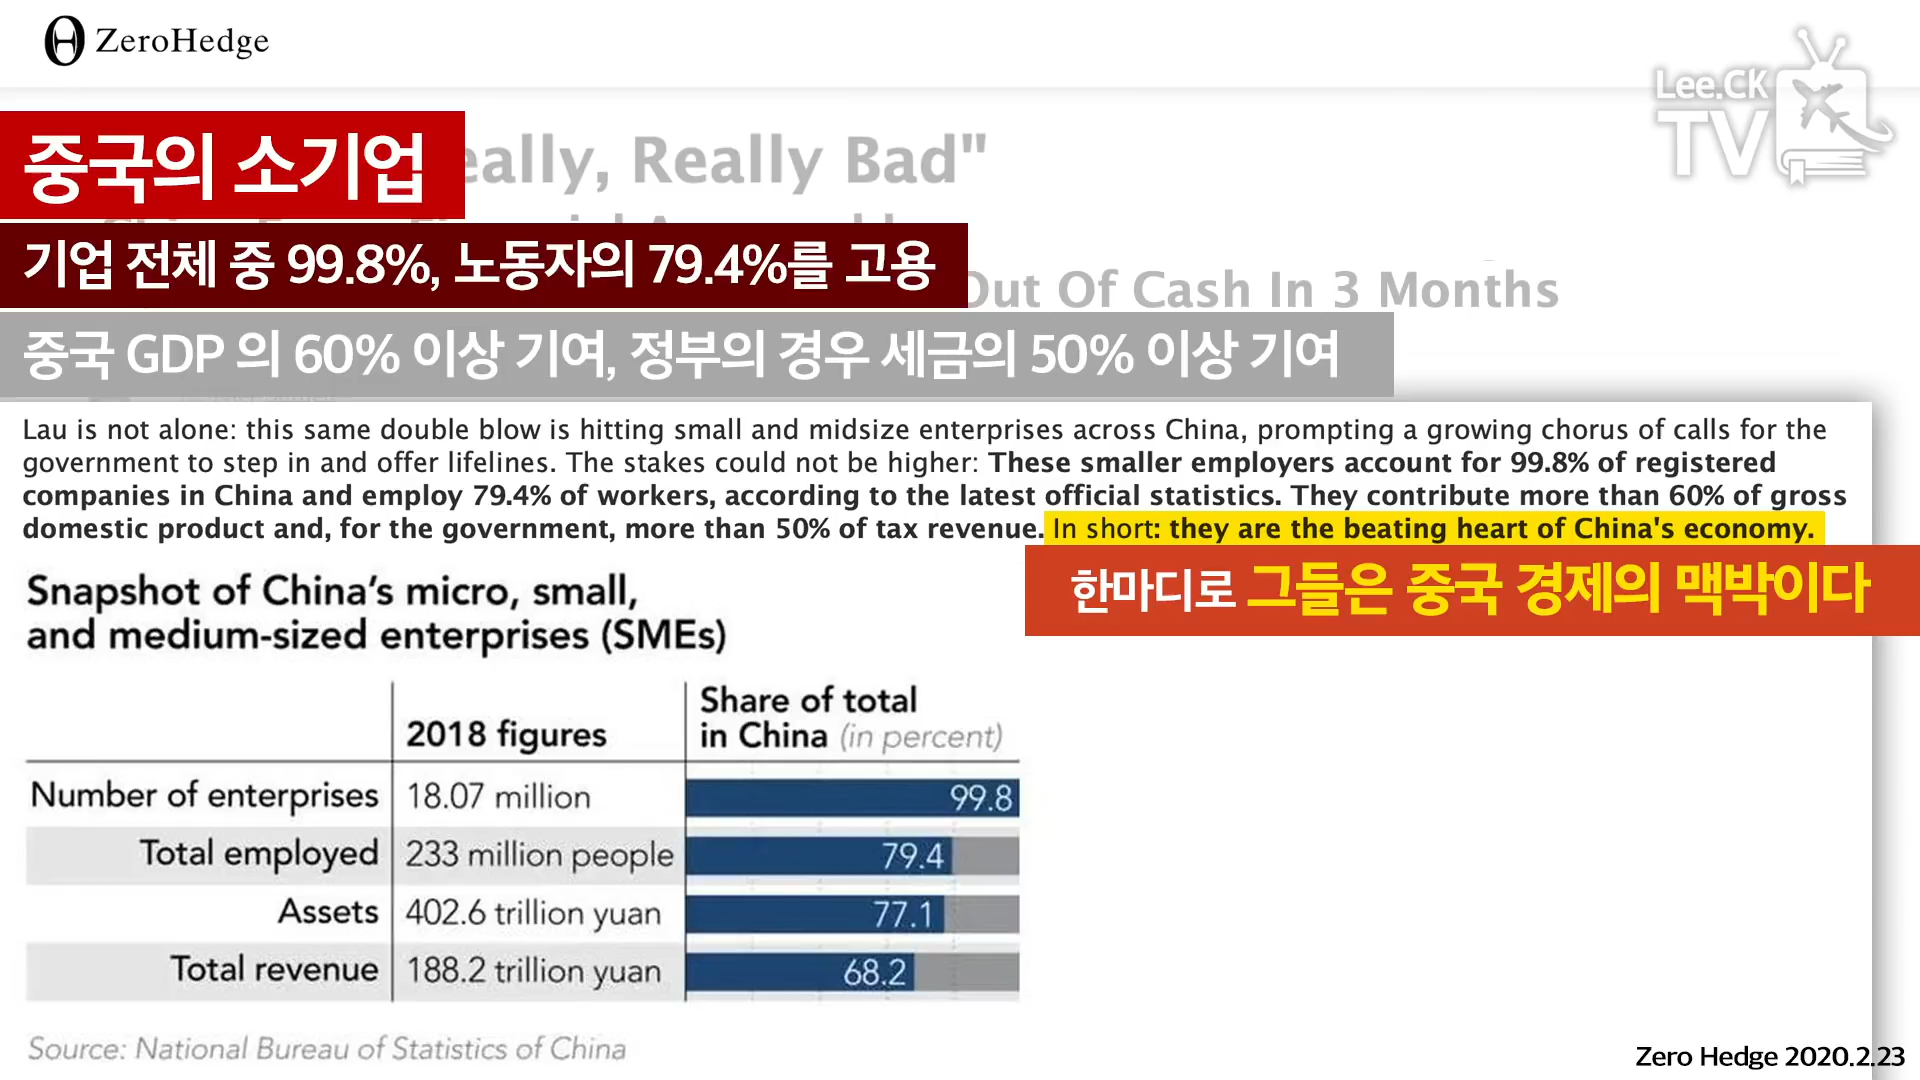 ZeroHedge
Lee.CK
TV
중국의 소기업
eally, Really Bad"
기업 전체 중 99.8%, 노동자의 79.4%를 고용
Out Of Cash In 3 Months
중국 GDP 의 60% 이상 기여, 정부의 경우 세금의 50% 이상 기여
Lau is not alone: this same double blow is hitting small and midsize enterprises across China, prompting a growing chorus of calls for the
government to step in and offer lifelines. The stakes could not be higher: These smaller employers account for 99.8% of registered
companies in China and employ 79.4% of workers, according to the latest official statistics. They contribute more than 60% of gross
domestic product and, for the government, more than 50% of tax revenue. In short: they are the beating heart of China's economy.
한마디로 그들은 중국 경제의 맥박이다
Snapshot of China's micro, small,
and medium-sized enterprises (SMEs)
2018 figures
Share of total
in China (in percent)
Number of enterprises 18.07 million 99.8
Total employed 233 million people 79.4
Assets 402.6 trillion yuan 77.1
Total revenue 188.2 trillion yuan 68.2
Source: National Bureau of Statistics of China
Zero Hedge 2020.2.23